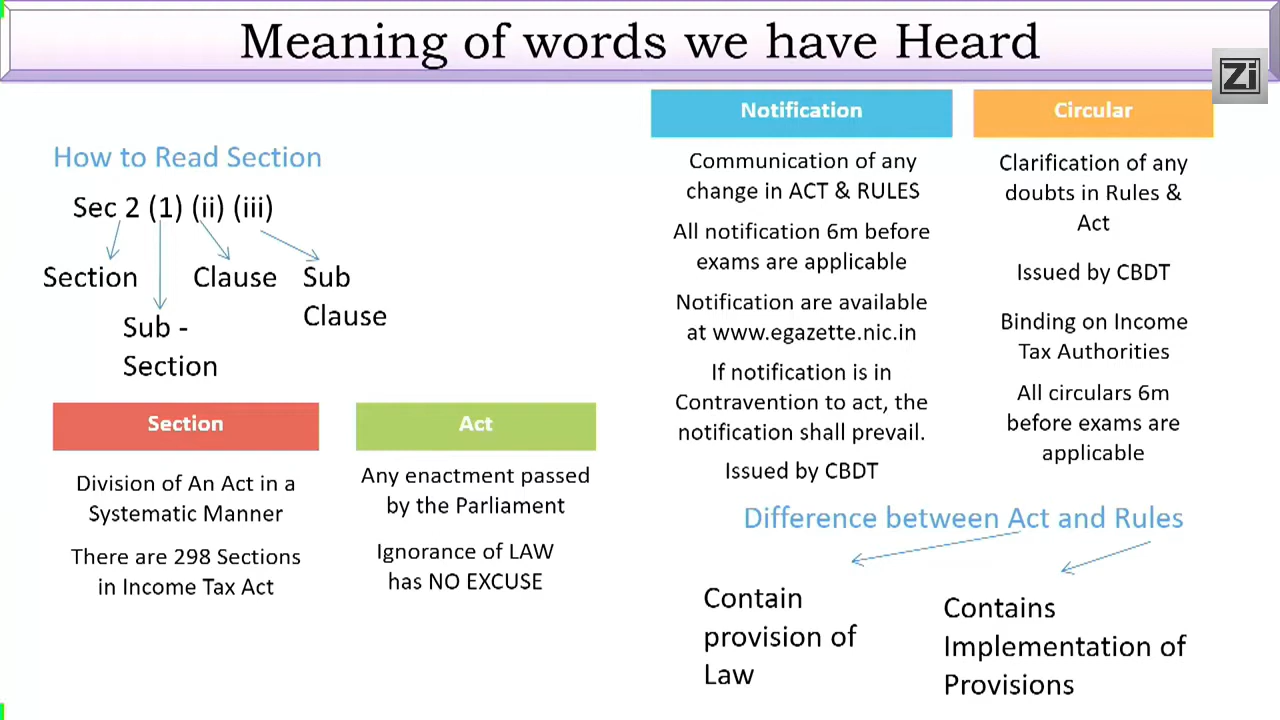 Meaning of words we have Heard
Zi
How to Read Section
Sec 2 (1) (ii) (iii)
Section
Clause
Sub
Clause
Sub -
Section
Section
Division of An Act in a
Systematic Manner
There are 298 Sections
in Income Tax Act
Act
Any enactment passed
by the Parliament
Ignorance of LAW
has NO EXCUSE
Notification
Communication of any
change in ACT & RULES
All notification 6m before
exams are applicable
Notification are available
at www.egazette.nic.in
If notification is in
Contravention to act, the
notification shall prevail.
Issued by CBDT
Circular
Clarification of any
doubts in Rules &
Act
Issued by CBDT
Binding on Income
Tax Authorities
All circulars 6m
before exams are
applicable
Difference between Act and Rules
Contain
provision of
Law
Contains
Implementation of
Provisions